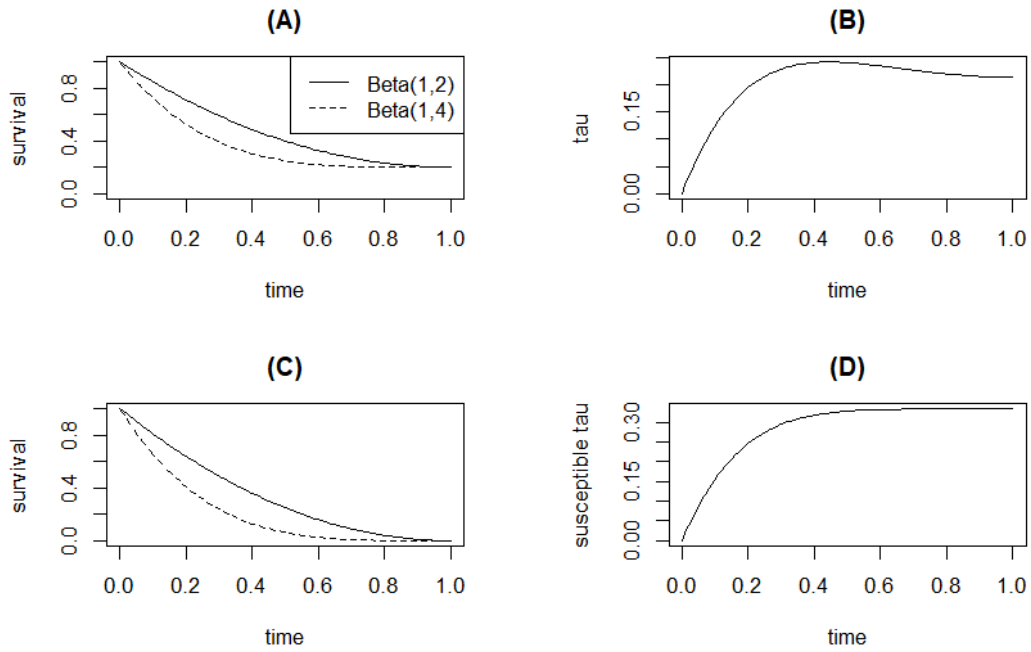 (A)
survival
0.0 0.4 0.8
Beta(1,2)
Beta(1,4)
0.0 0.2 0.4 0.6 0.8 1.0
time
(B)
tau
0.00 0.15
0.0 0.2 0.4 0.6 0.8 1.0
time
(C)
survival
0.0 0.4 0.8
0.0 0.2 0.4 0.6 0.8 1.0
time
(D)
susceptible tau
0.00 0.15 0.30
0.0 0.2 0.4 0.6 0.8 1.0
time